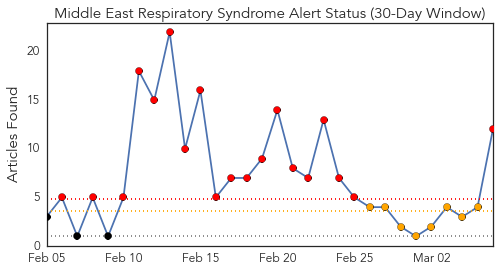 Middle East Respiratory Syndrome Alert Status (30-Day Window)
Articles Found
20
15
10
5
0
Feb 05 Feb 10 Feb 15 Feb 20 Feb 25 Mar 02